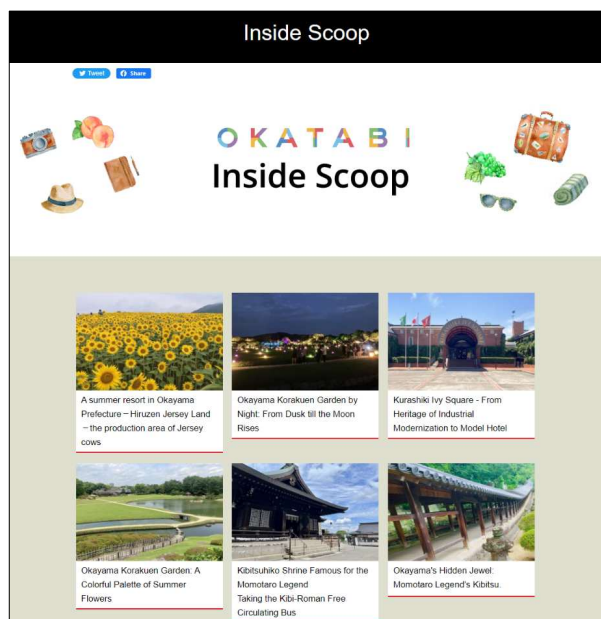 Inside Scoop
Tweet
Share
OKATABI
Inside Scoop
A summer resort in Okayama
Prefecture－Hiruzen Jersey Land
－the production area of Jersey
cows
Okayama Korakuen Garden by
Night: From Dusk till the Moon
Rises
Kurashiki Ivy Square - From
Heritage of Industrial
Modernization to Model Hotel
Okayama Korakuen Garden: A
Colorful Palette of Summer
Flowers
Kibitsuhiko Shrine Famous for the
Momotaro Legend
Taking the Kibi-Roman Free
Circulating Bus
Okayama's Hidden Jewel:
Momotaro Legend's Kibitsu.